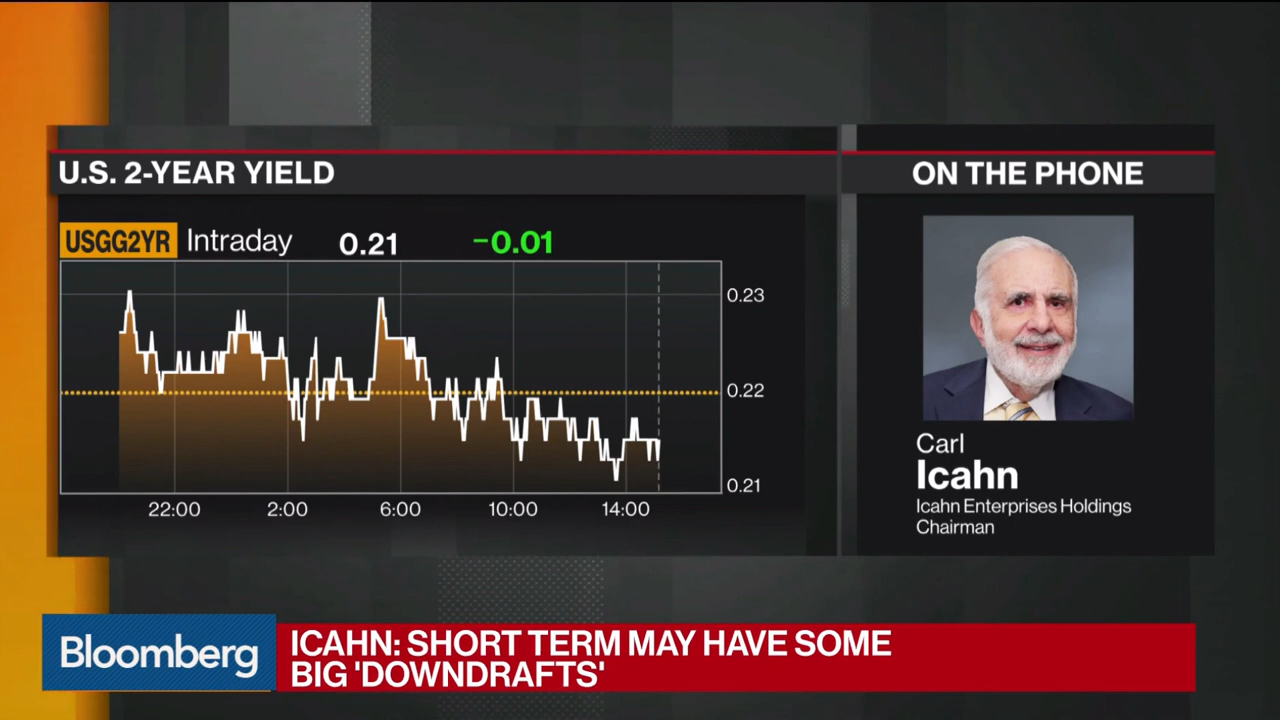 U.S. 2-YEAR YIELD
USGG2YR Intraday 0.21 -0.01
0.23
0.22
0.21
22:00 2:00 6:00 10:00 14:00
ON THE PHONE
Carl
Icahn
Icahn Enterprises Holdings
Chairman
Bloomberg
ICAHN: SHORT TERM MAY HAVE SOME
BIG 'DOWNDRAFTS'